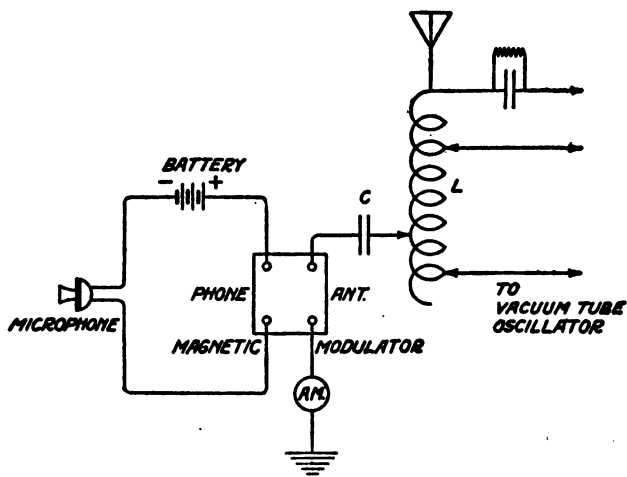 BATTERY
− +
C
L
PHONE ANT.
MICROPHONE
MAGNETIC MODULATOR
TO
VACUUM TUBE
OSCILLATOR
AM.